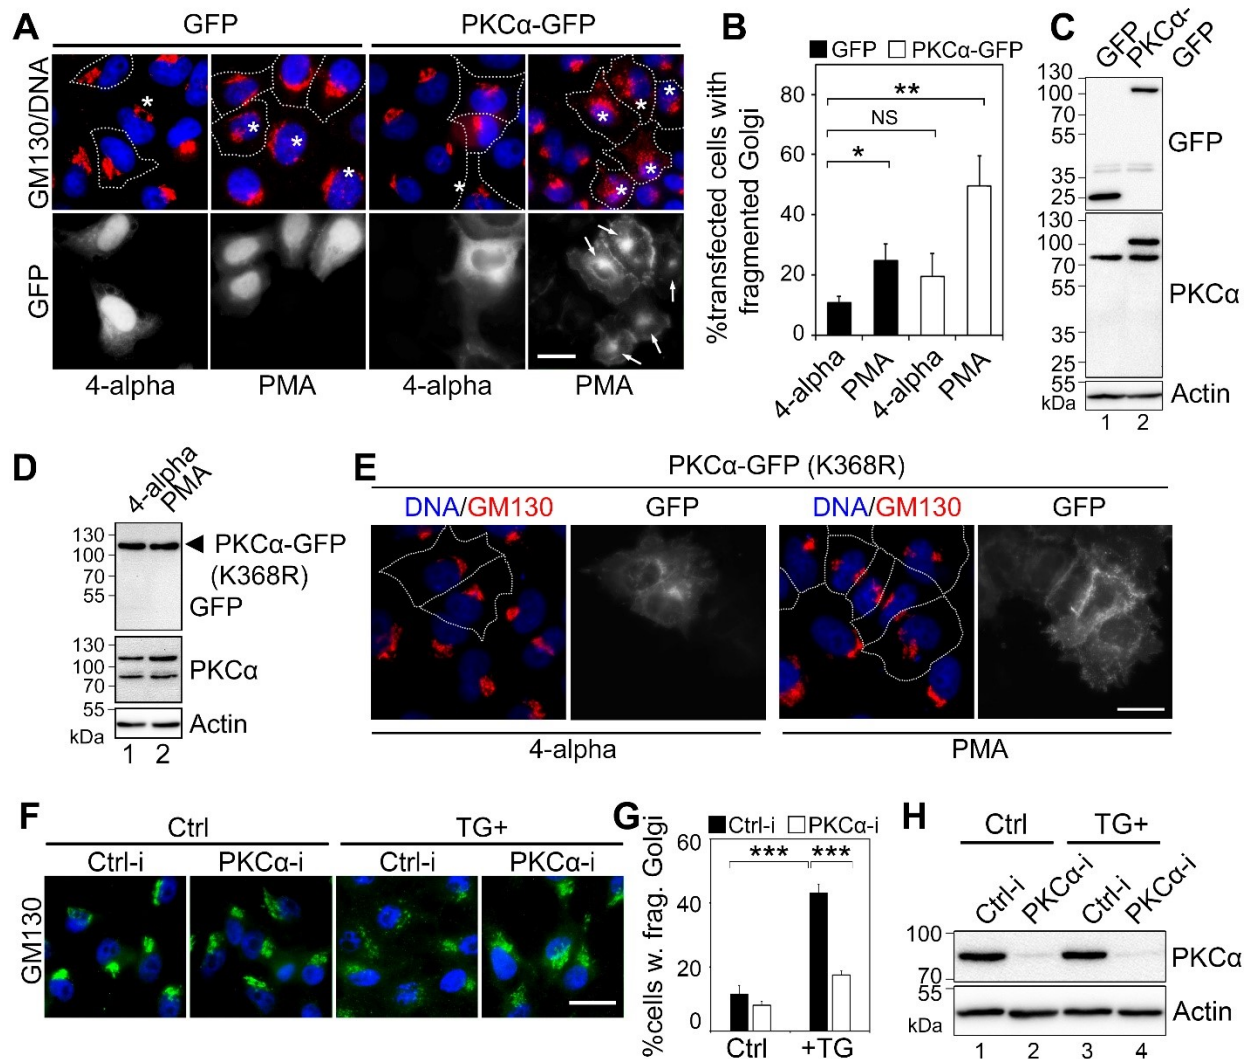 A
GFP
PKCα-GFP
GM130/DNA
*
*
*
*
*
*
*
*
*
*
GFP
4-alpha
PMA
4-alpha
PMA
B
GFP
PKCα-GFP
%transfected cells with
fragmented Golgi
80
60
40
20
0
**
NS
*
4-alpha
PMA
4-alpha
PMA
C
GFP
PKCα-
GFP
130
100
70
55
35
25
GFP
130
100
70
55
35
25
PKCα
55
kDa
Actin
1
2
D
4-alpha
PMA
130
100
70
55
PKCα-GFP
(K368R)
GFP
130
100
70
PKCα
55
kDa
Actin
1
2
E
PKCα-GFP (K368R)
DNA/GM130
GFP
DNA/GM130
GFP
4-alpha
PMA
F
Ctrl
TG+
Ctrl-i
PKCα-i
Ctrl-i
PKCα-i
GM130
G
Ctrl-i
PKCα-i
%cells w. frag. Golgi
60
40
20
0
***
***
Ctrl
+TG
H
Ctrl
TG+
Ctrl-i
PKCα-i
Ctrl-i
PKCα-i
100
70
PKCα
55
kDa
Actin
1
2
3
4